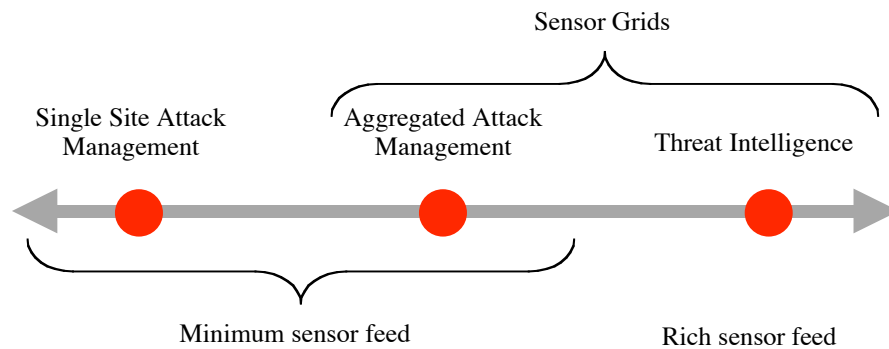 Sensor Grids
Single Site Attack
Management
Aggregated Attack
Management
Threat Intelligence
Minimum sensor feed
Rich sensor feed